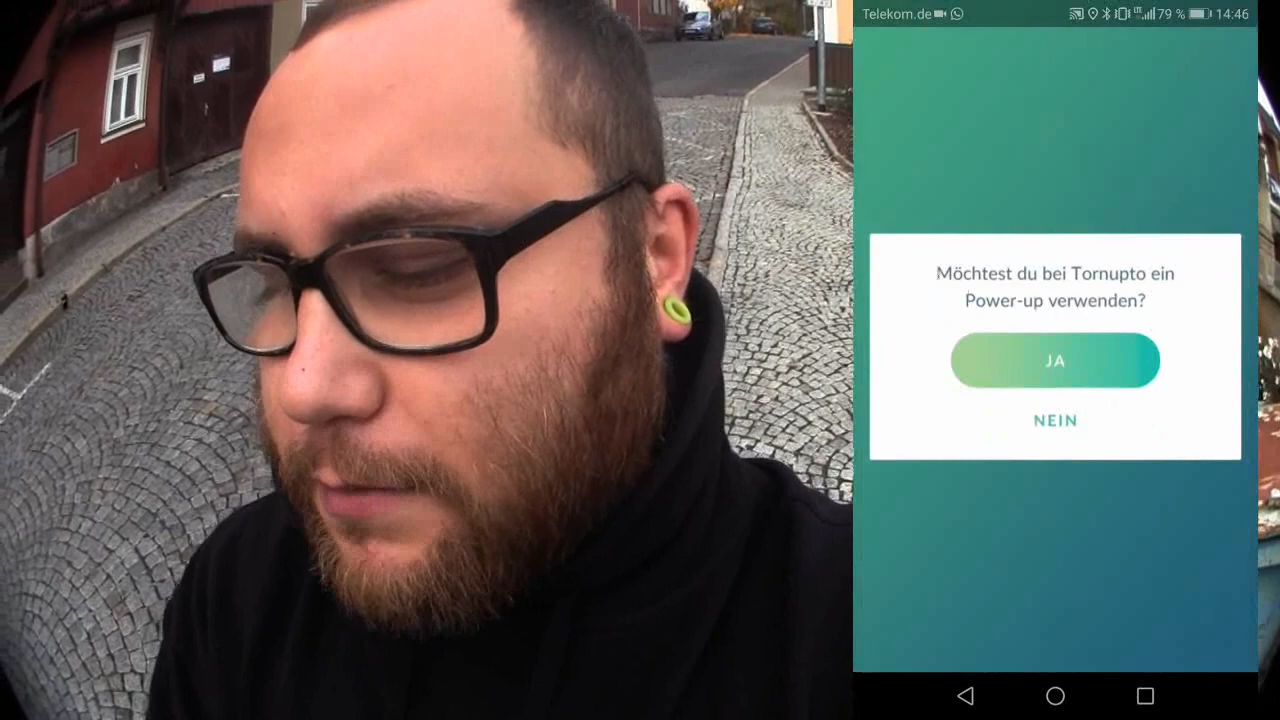 Telekom.de
79 % 14:46
Möchtest du bei Tornupto ein
Power-up verwenden?
JA
NEIN